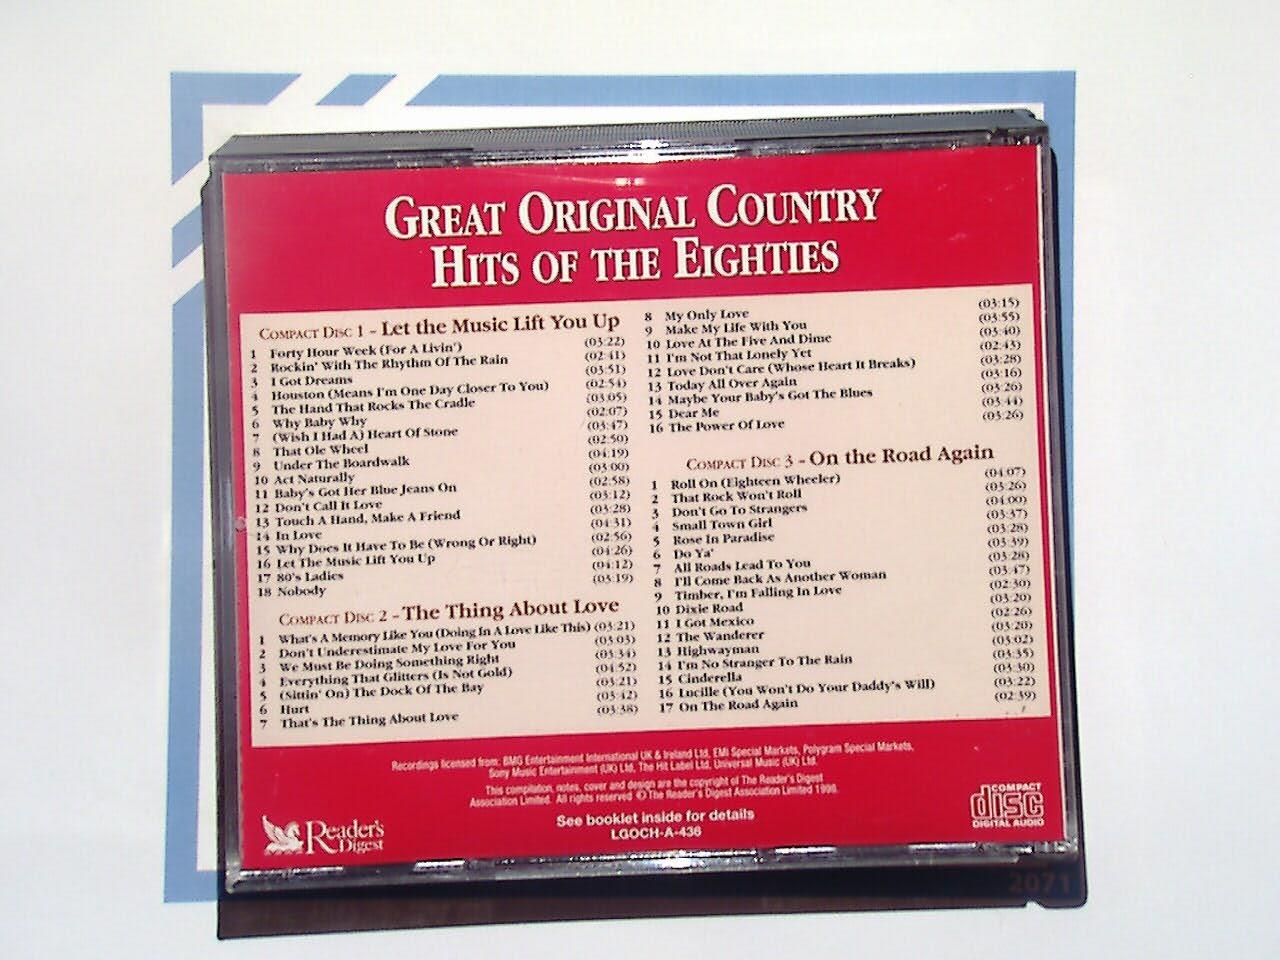 GREAT ORIGINAL COUNTRY
HITS OF THE EIGHTIES
COMPACT DISC 1 - Let the Music Lift You Up
1 Forty Hour Week (For A Livin') (03:22)
2 Rockin' With The Rhythm Of The Rain (02:41)
3 I Got Dreams (03:51)
4 Houston (Means I'm One Day Closer To You) (02:54)
5 The Hand That Rocks The Cradle (03:05)
6 Why Baby Why (02:07)
7 (Wish I Had A) Heart Of Stone (03:47)
8 That Ole Wheel (02:50)
9 Under The Boardwalk (04:19)
10 Act Naturally (03:00)
11 Baby's Got Her Blue Jeans On (02:58)
12 Don't Call It Love (03:12)
13 Touch A Hand, Make A Friend (03:28)
14 In Love (04:31)
15 Why Does It Have To Be (Wrong Or Right) (02:56)
16 Let The Music Lift You Up (04:26)
17 80's Ladies (04:12)
18 Nobody (03:19)
COMPACT DISC 2 - The Thing About Love
1 What's A Memory Like You (Doing In A Love Like This) (03:21)
2 Don't Underestimate My Love For You (03:03)
3 We Must Be Doing Something Right (03:34)
4 Everything That Glitters (Is Not Gold) (04:52)
5 (Sittin' On) The Dock Of The Bay (03:21)
6 Hurt (03:42)
7 That's The Thing About Love (03:38)
8 My Only Love (03:15)
9 Make My Life With You (03:55)
10 Love At The Five And Dime (03:40)
11 I'm Not That Lonely Yet (02:43)
12 Love Don't Care (Whose Heart It Breaks) (03:28)
13 Today All Over Again (03:16)
14 Maybe Your Baby's Got The Blues (03:26)
15 Dear Me (03:44)
16 The Power Of Love (03:26)
COMPACT DISC 3 - On the Road Again
1 Roll On (Eighteen Wheeler) (04:07)
2 That Rock Won't Roll (03:26)
3 Don't Go To Strangers (04:00)
4 Small Town Girl (03:37)
5 Rose In Paradise (03:28)
6 Do Ya' (03:39)
7 All Roads Lead To You (03:28)
8 I'll Come Back As Another Woman (03:47)
9 Timber, I'm Falling In Love (02:30)
10 Dixie Road (03:20)
11 I Got Mexico (02:26)
12 The Wanderer (03:20)
13 Highwayman (03:02)
14 I'm No Stranger To The Rain (03:35)
15 Cinderella (03:30)
16 Lucille (You Won't Do Your Daddy's Will) (03:22)
17 On The Road Again (02:39)
Recordings licensed from: BMG Entertainment International UK & Ireland Ltd, EMI Special Markets, Polygram Special Markets,
Sony Music Entertainment (UK) Ltd, The Hit Label Ltd, Universal Music (UK) Ltd.
This compilation, notes, cover and design are the copyright of The Reader's Digest
Association Limited. All rights reserved © The Reader's Digest Association Limited 1998.
See booklet inside for details
LGOCH-A-436
Reader's
Digest
COMPACT
disc
DIGITAL AUDIO
2071